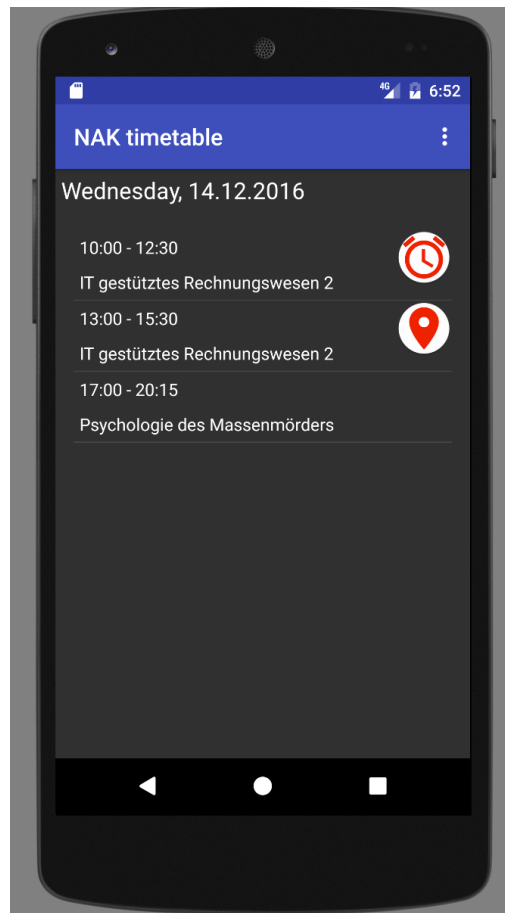 4G 6:52
NAK timetable
Wednesday, 14.12.2016
10:00 - 12:30
IT gestütztes Rechnungswesen 2
13:00 - 15:30
IT gestütztes Rechnungswesen 2
17:00 - 20:15
Psychologie des Massenmörders